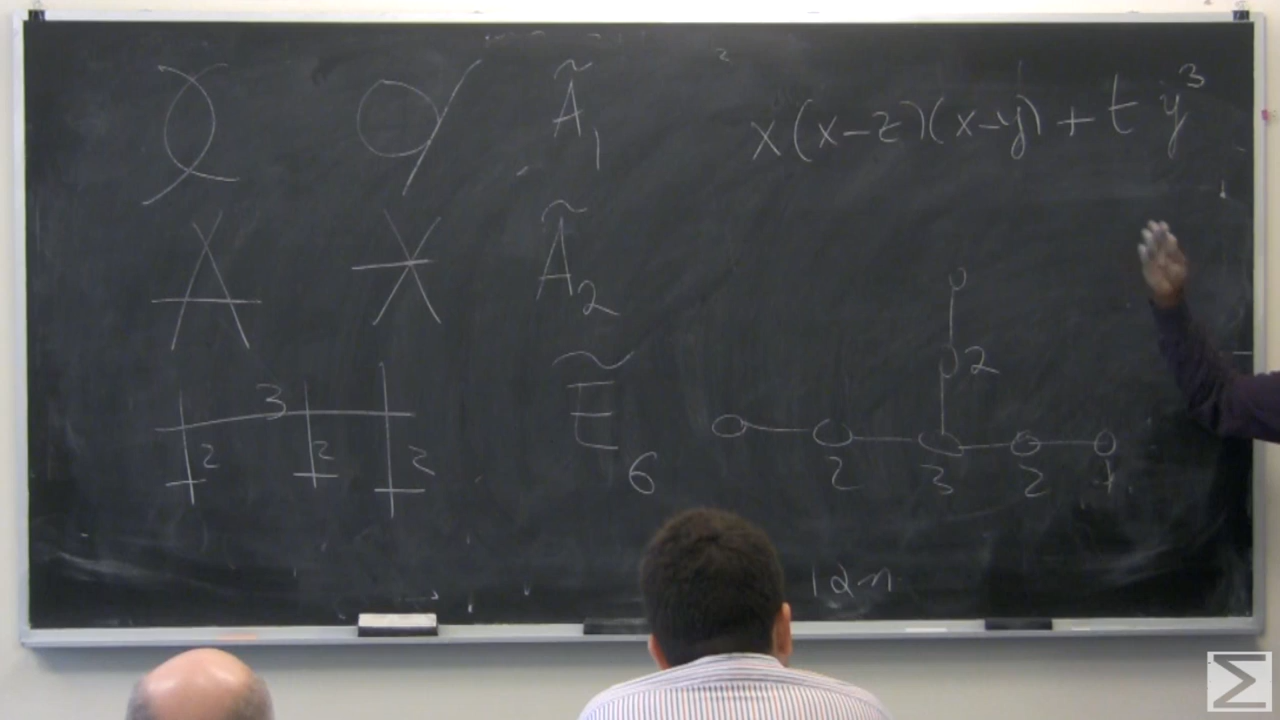 Ã₁
x(x-z)(x-y) + t y³
Ã₂
2
3
2 2 2
Ẽ₆
2 3 2 1
12n
Σ